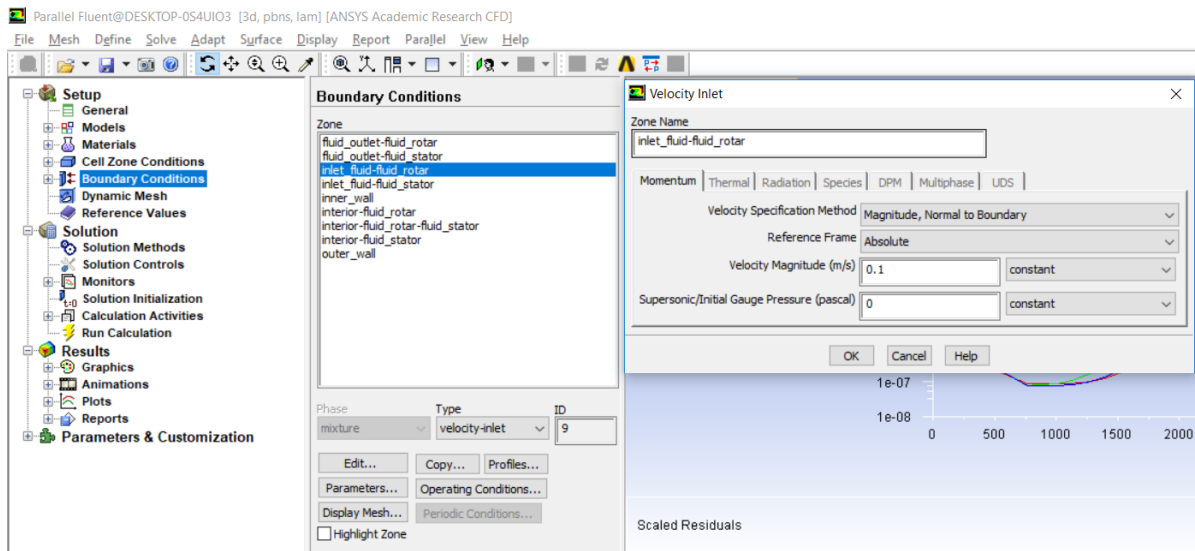 Parallel Fluent@DESKTOP-0S4UIO3 [3d, pbns, lam] [ANSYS Academic Research CFD]
File Mesh Define Solve Adapt Surface Display Report Parallel View Help
Setup
General
Models
Materials
Cell Zone Conditions
Boundary Conditions
Dynamic Mesh
Reference Values
Solution
Solution Methods
Solution Controls
Monitors
Solution Initialization
Calculation Activities
Run Calculation
Results
Graphics
Animations
Plots
Reports
Parameters & Customization
Boundary Conditions
Zone
fluid_outlet-fluid_rotar
fluid_outlet-fluid_stator
inlet_fluid-fluid_rotar
inlet_fluid-fluid_stator
inner_wall
interior-fluid_rotar
interior-fluid_rotar-fluid_stator
interior-fluid_stator
outer_wall
Phase Type ID
mixture velocity-inlet 9
Edit... Copy... Profiles...
Parameters... Operating Conditions...
Display Mesh... Periodic Conditions...
Highlight Zone
Velocity Inlet
Zone Name
inlet_fluid-fluid_rotar
Momentum Thermal Radiation Species DPM Multiphase UDS
Velocity Specification Method Magnitude, Normal to Boundary
Reference Frame Absolute
Velocity Magnitude (m/s) 0.1 constant
Supersonic/Initial Gauge Pressure (pascal) 0 constant
OK Cancel Help
1e-07
1e-08
0 500 1000 1500 2000
Scaled Residuals